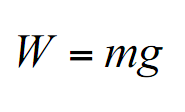 W = mg